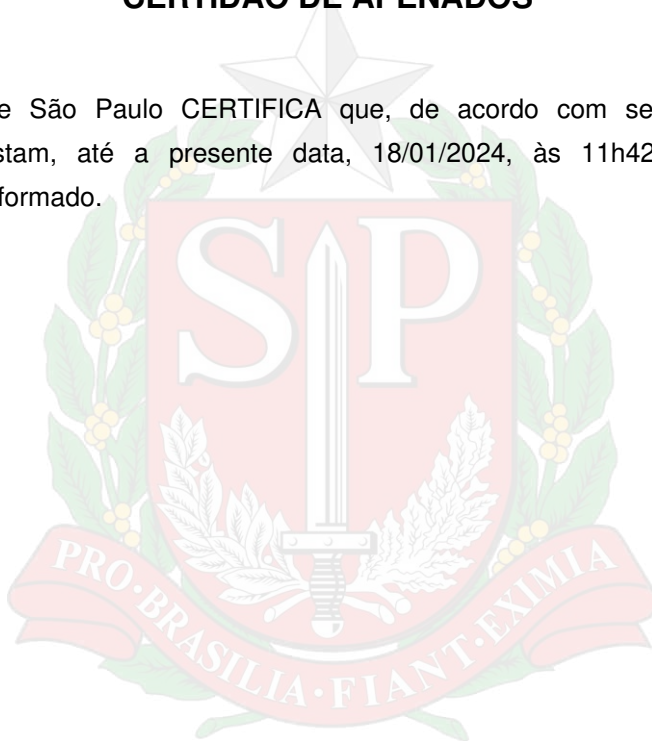 CERTIDÃO DE APENADOS
e São Paulo CERTIFICA que, de acordo com se
stam, até a presente data, 18/01/2024, às 11h42
formado.
SP
PRO·BRASILIA·FIANT·EXIMIA